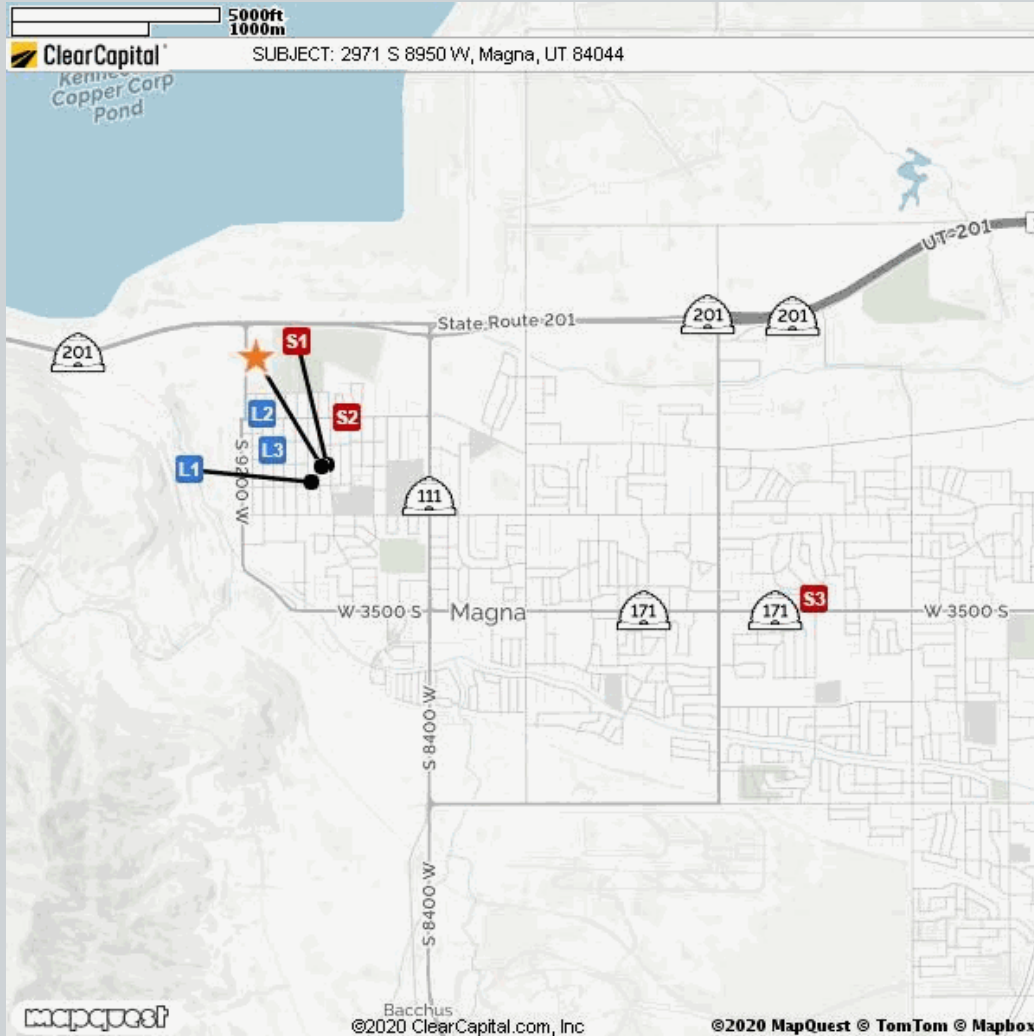 5000ft
1000m
ClearCapital
SUBJECT: 2971 S 8950 W, Magna, UT 84044
Copper Corp
Pond
UT-201
201
201
State Route 201
201
S1
L2
S2
L3
S 9200 W
L1
111
S3
W 3500 S
Magna
171
171
W 3500 S
S 8400 W
S 8400 W
Bacchus
mapquest
©2020 ClearCapital.com, Inc
©2020 MapQuest © TomTom © Mapbox